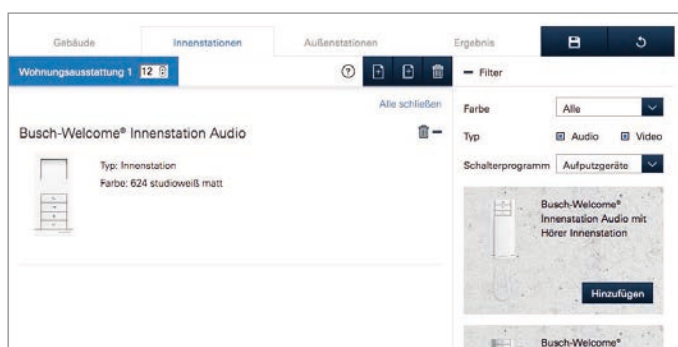 Gebäude
Innenstationen
Außenstationen
Ergebnis
Wohnungsausstattung 1 12
Alle schließen
Busch-Welcome® Innenstation Audio
Typ: Innenstation
Farbe: 624 studioweiß matt
Filter
Farbe Alle
Typ Audio Video
Schalterprogramm Aufputzgeräte
Busch-Welcome®
Innenstation Audio mit
Hörer Innenstation
Hinzufügen
Busch-Welcome®